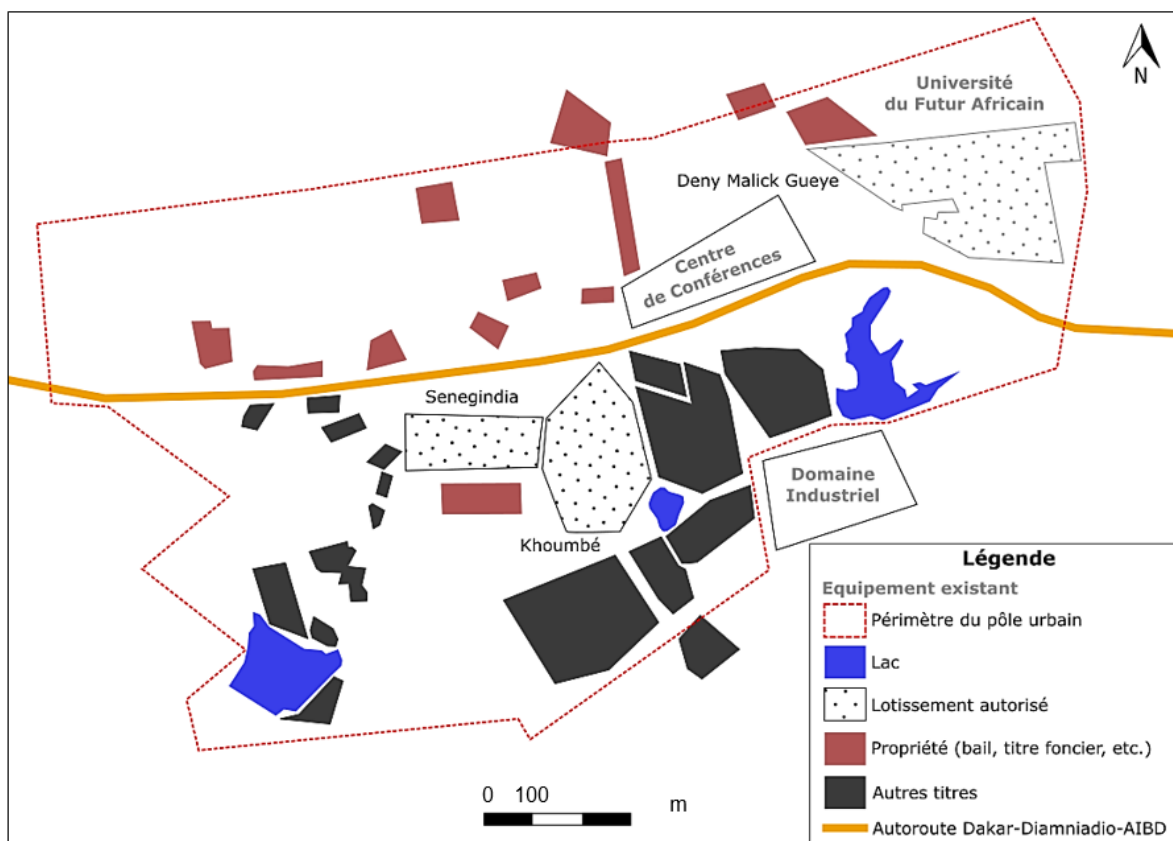 N
Université
du Futur Africain
Deny Malick Gueye
Centre
de Conférences
Senegindia
Domaine
Industriel
Khoumbé
Légende
Equipement existant
Périmètre du pôle urbain
Lac
Lotissement autorisé
Propriété (bail, titre foncier, etc.)
Autres titres
Autoroute Dakar-Diamniadio-AIBD
0 100 m